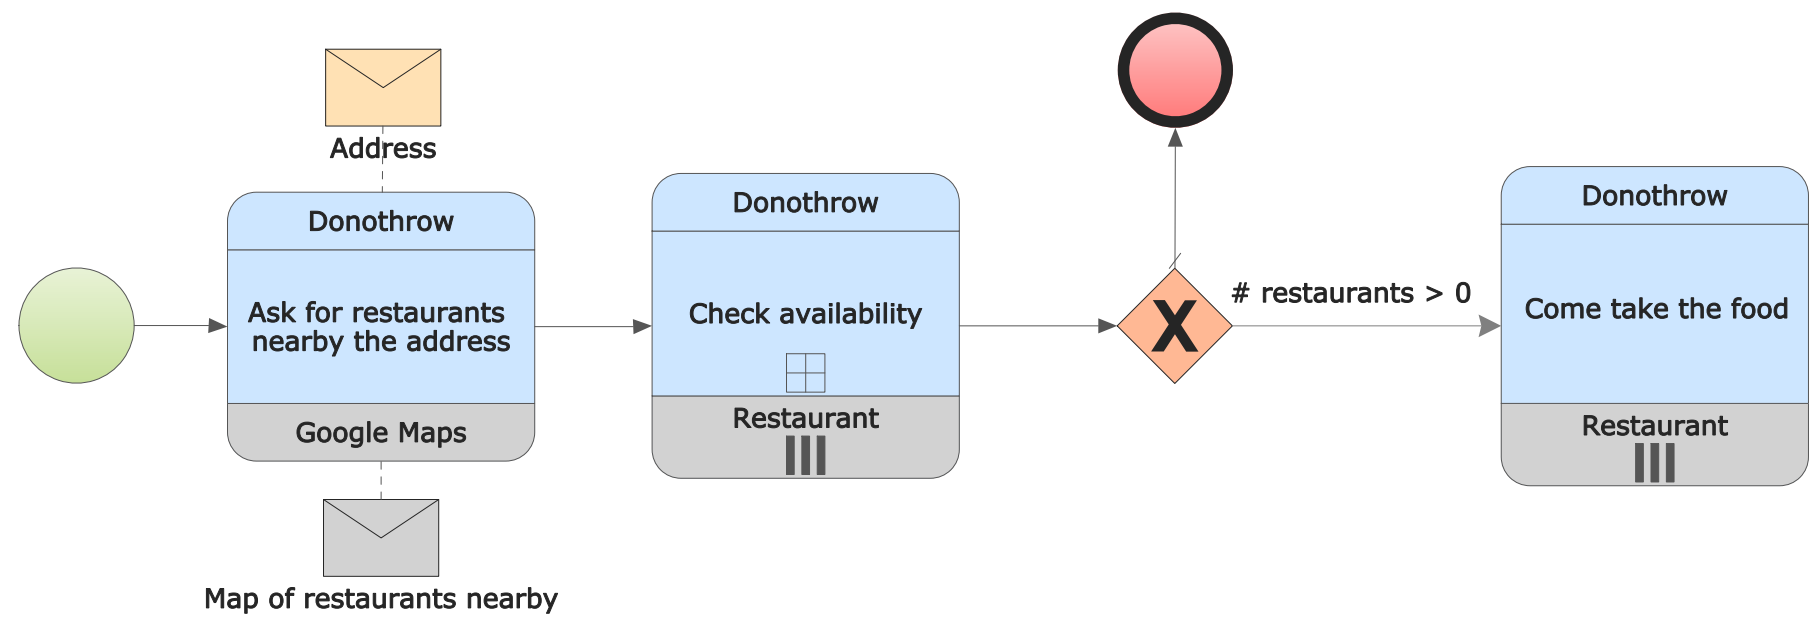 Address
Donothrow
Ask for restaurants
nearby the address
Google Maps
Map of restaurants nearby
Donothrow
Check availability
Restaurant
X
# restaurants > 0
Donothrow
Come take the food
Restaurant